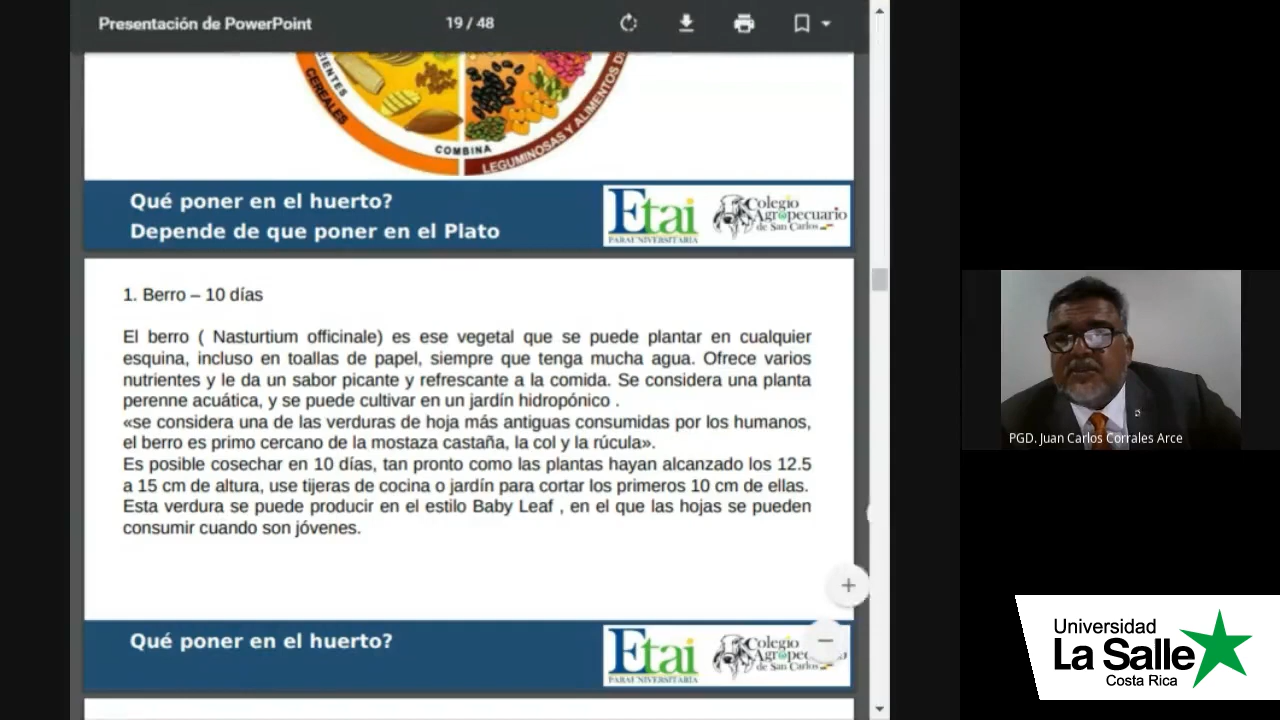 Presentación de PowerPoint
19 / 48
CEREALES
COMBINA
LEGUMINOSAS Y ALIMENTOS
Qué poner en el huerto?
Depende de que poner en el Plato
Etai
PARAUNIVERSITARIA
Colegio
Agropecuario
de San Carlos
1. Berro – 10 días
El berro ( Nasturtium officinale) es ese vegetal que se puede plantar en cualquier
esquina, incluso en toallas de papel, siempre que tenga mucha agua. Ofrece varios
nutrientes y le da un sabor picante y refrescante a la comida. Se considera una planta
perenne acuática, y se puede cultivar en un jardín hidropónico .
«se considera una de las verduras de hoja más antiguas consumidas por los humanos,
el berro es primo cercano de la mostaza castaña, la col y la rúcula».
Es posible cosechar en 10 días, tan pronto como las plantas hayan alcanzado los 12.5
a 15 cm de altura, use tijeras de cocina o jardín para cortar los primeros 10 cm de ellas.
Esta verdura se puede producir en el estilo Baby Leaf , en el que las hojas se pueden
consumir cuando son jóvenes.
Qué poner en el huerto?
Etai
PARAUNIVERSITARIA
Colegio
de San Carlos
PGD. Juan Carlos Corrales Arce
Universidad
La Salle
Costa Rica